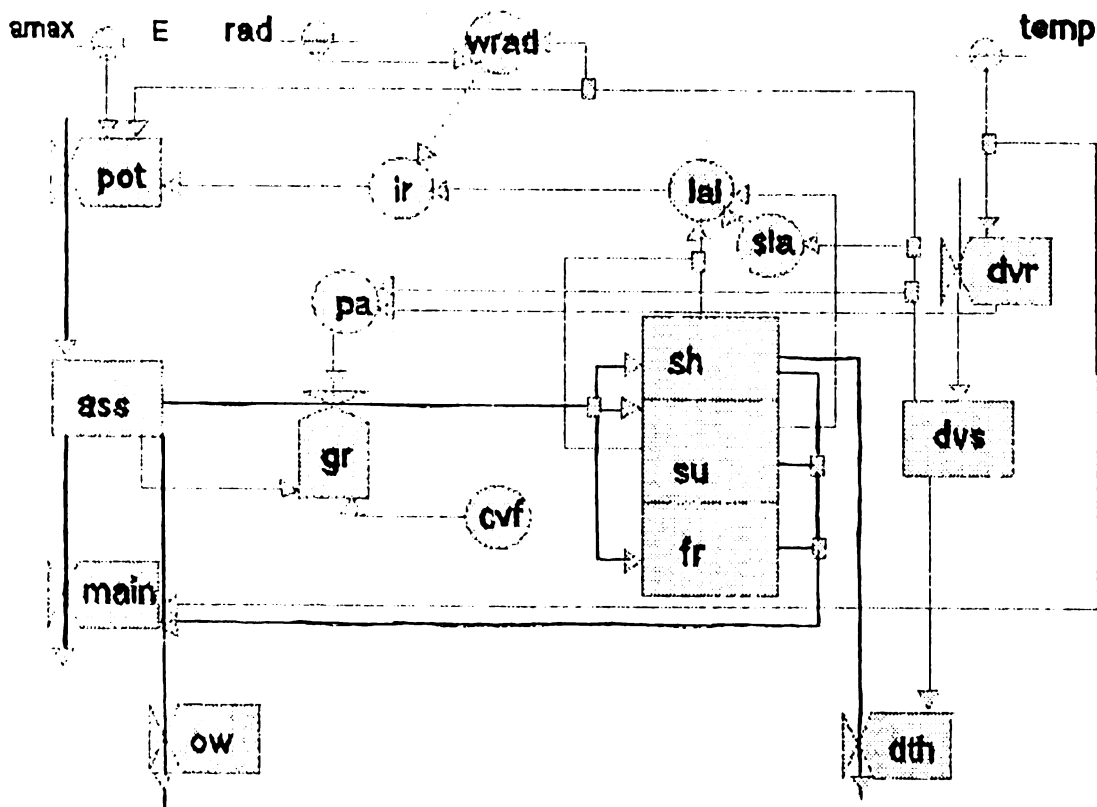 amax E rad wrad temp
pot ir lai
sla dvr
pa
sh
ass dvs
gr su
cvf fr
main
ow dth